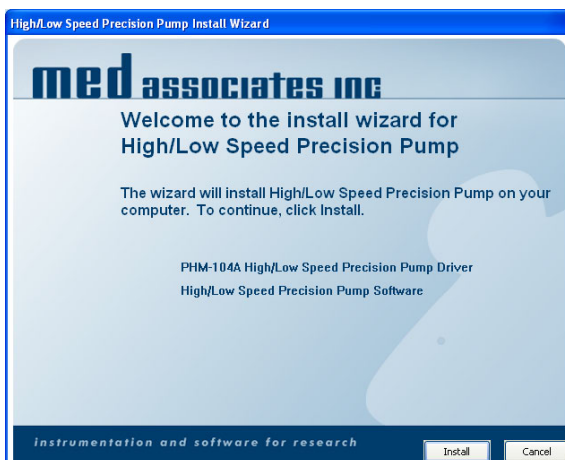 High/Low Speed Precision Pump Install Wizard
med associates inc
Welcome to the install wizard for
High/Low Speed Precision Pump
The wizard will install High/Low Speed Precision Pump on your
computer. To continue, click Install.
PHM-104A High/Low Speed Precision Pump Driver
High/Low Speed Precision Pump Software
instrumentation and software for research
Install
Cancel